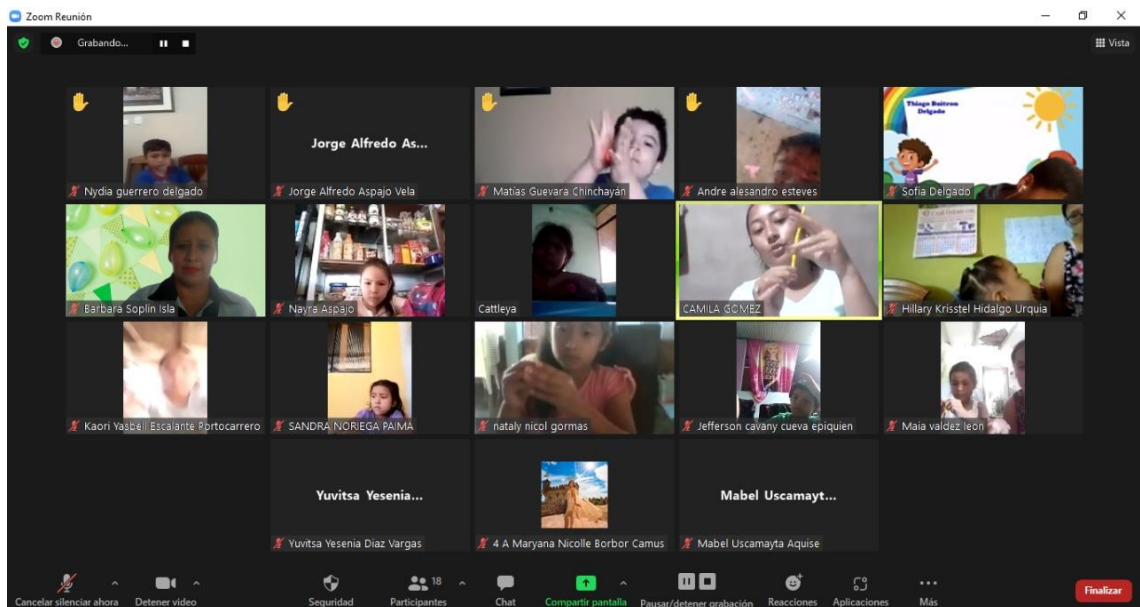 Zoom Reunión
Grabando...
Vista
Jorge Alfredo As...
Thiago Buitron
Delgado
Nydia guerrero delgado
Jorge Alfredo Aspajo Vela
Matías Guevara Chinchayán
Andre alesandro esteves
Sofia Delgado
Barbara Soplin Isla
Nayra Aspajo
Cattleya
CAMILA GOMEZ
Hillary Krisstel Hidalgo Urquia
Kaori Yasbell Escalante Portocarrero
SANDRA NORIEGA PAIMA
nataly nicol gormas
Jefferson cavany cueva epiquien
Maia valdez leon
Yuvitsa Yesenia...
Mabel Uscamayt...
Yuvitsa Yesenia Diaz Vargas
4 A Maryana Nicolle Borbor Camus
Mabel Uscamayta Aquise
18
Cancelar silenciar ahora
Detener video
Seguridad
Participantes
Chat
Compartir pantalla
Pausar/detener grabación
Reacciones
Aplicaciones
Más
Finalizar